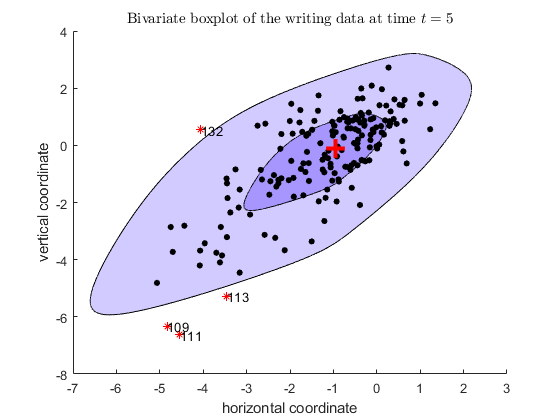 Bivariate boxplot of the writing data at time t = 5
4
2
0
-2
-4
-6
-8
vertical coordinate
132
113
109
111
-7 -6 -5 -4 -3 -2 -1 0 1 2 3
horizontal coordinate